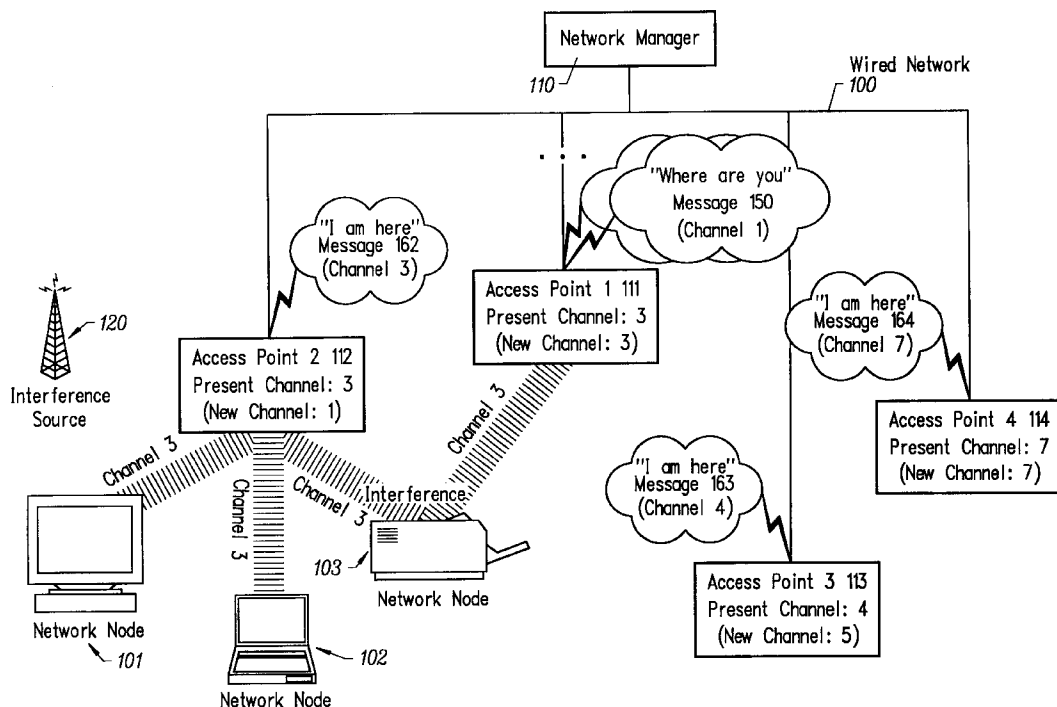 Network Manager
110
Wired Network
100
"Where are you"
Message 150
(Channel 1)
"I am here"
Message 162
(Channel 3)
Access Point 1 111
Present Channel: 3
(New Channel: 3)
"I am here"
Message 164
(Channel 7)
120
Interference
Source
Access Point 2 112
Present Channel: 3
(New Channel: 1)
Access Point 4 114
Present Channel: 7
(New Channel: 7)
Channel 3
Channel 3
Channel 3
Channel 3
Interference
"I am here"
Message 163
(Channel 4)
103
Network Node
Access Point 3 113
Present Channel: 4
(New Channel: 5)
Network Node
101
102
Network Node